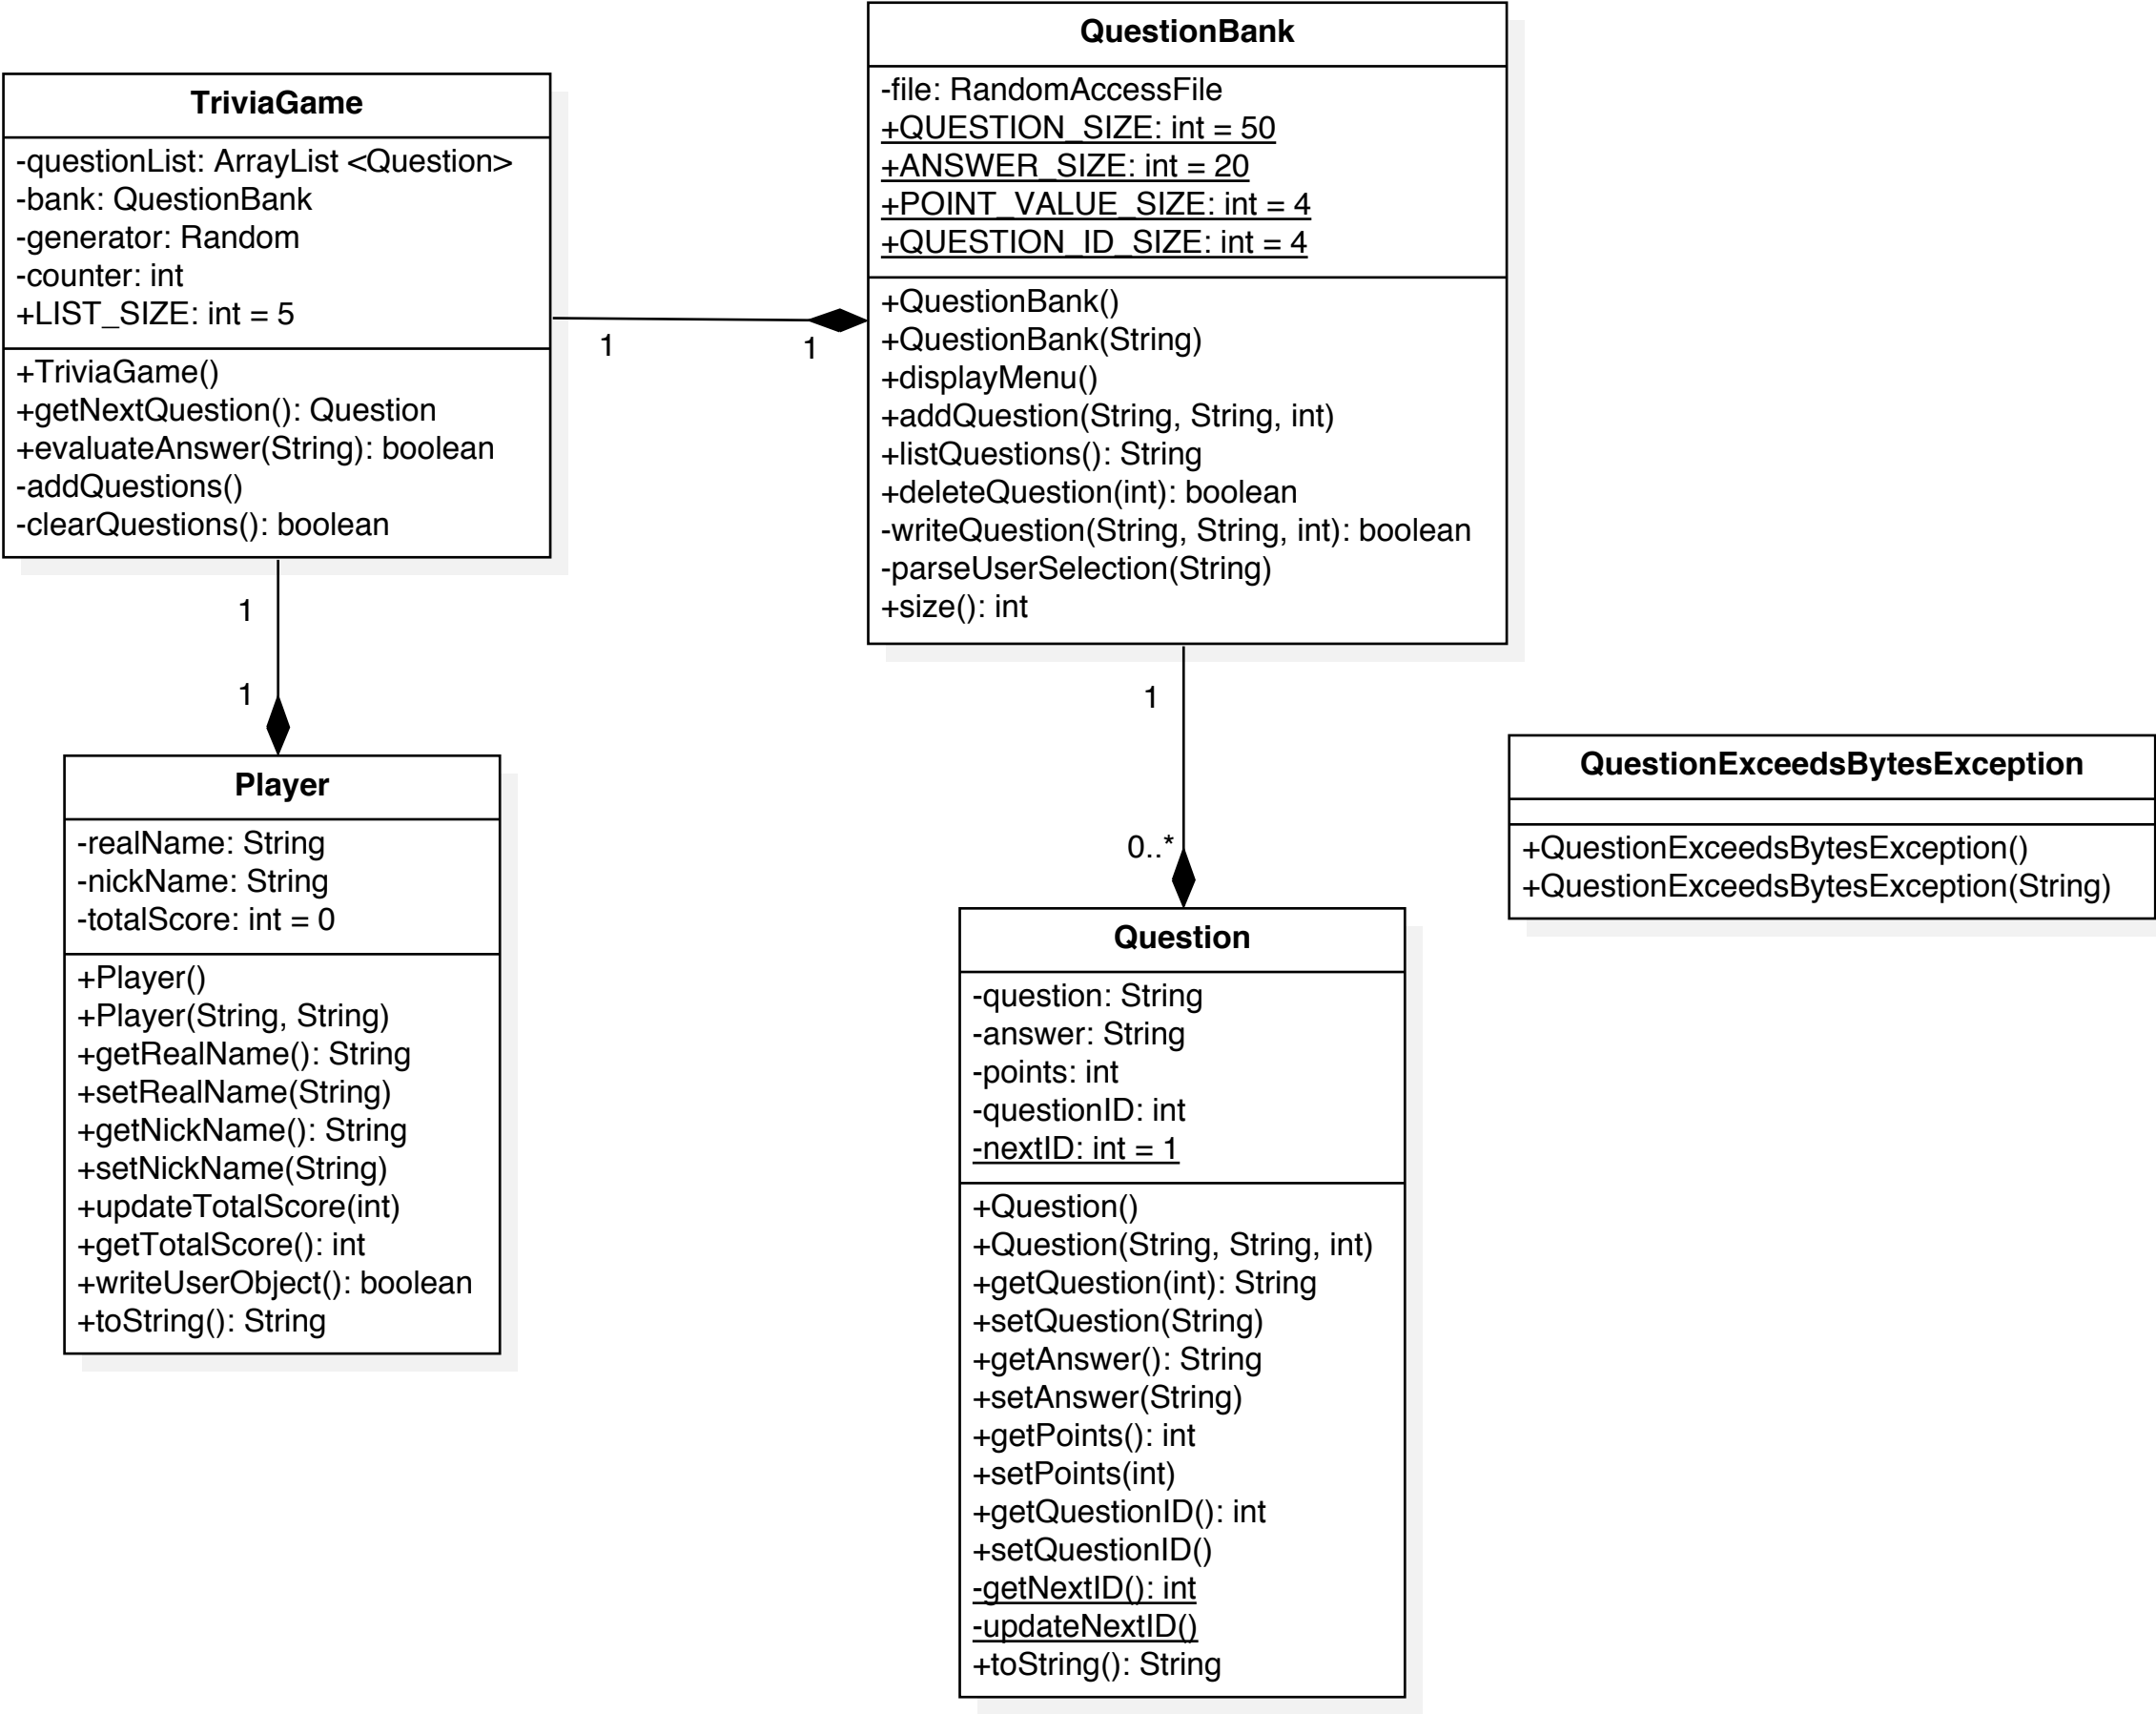 TriviaGame
-questionList: ArrayList <Question>
-bank: QuestionBank
-generator: Random
-counter: int
+LIST_SIZE: int = 5
+TriviaGame()
+getNextQuestion(): Question
+evaluateAnswer(String): boolean
-addQuestions()
-clearQuestions(): boolean
1
1
QuestionBank
-file: RandomAccessFile
+QUESTION_SIZE: int = 50
+ANSWER_SIZE: int = 20
+POINT_VALUE_SIZE: int = 4
+QUESTION_ID_SIZE: int = 4
+QuestionBank()
+QuestionBank(String)
+displayMenu()
+addQuestion(String, String, int)
+listQuestions(): String
+deleteQuestion(int): boolean
-writeQuestion(String, String, int): boolean
-parseUserSelection(String)
+size(): int
1
1
Player
-realName: String
-nickName: String
-totalScore: int = 0
+Player()
+Player(String, String)
+getRealName(): String
+setRealName(String)
+getNickName(): String
+setNickName(String)
+updateTotalScore(int)
+getTotalScore(): int
+writeUserObject(): boolean
+toString(): String
1
0..*
Question
-question: String
-answer: String
-points: int
-questionID: int
-nextID: int = 1
+Question()
+Question(String, String, int)
+getQuestion(int): String
+setQuestion(String)
+getAnswer(): String
+setAnswer(String)
+getPoints(): int
+setPoints(int)
+getQuestionID(): int
+setQuestionID()
-getNextID(): int
-updateNextID()
+toString(): String
QuestionExceedsBytesException
+QuestionExceedsBytesException()
+QuestionExceedsBytesException(String)